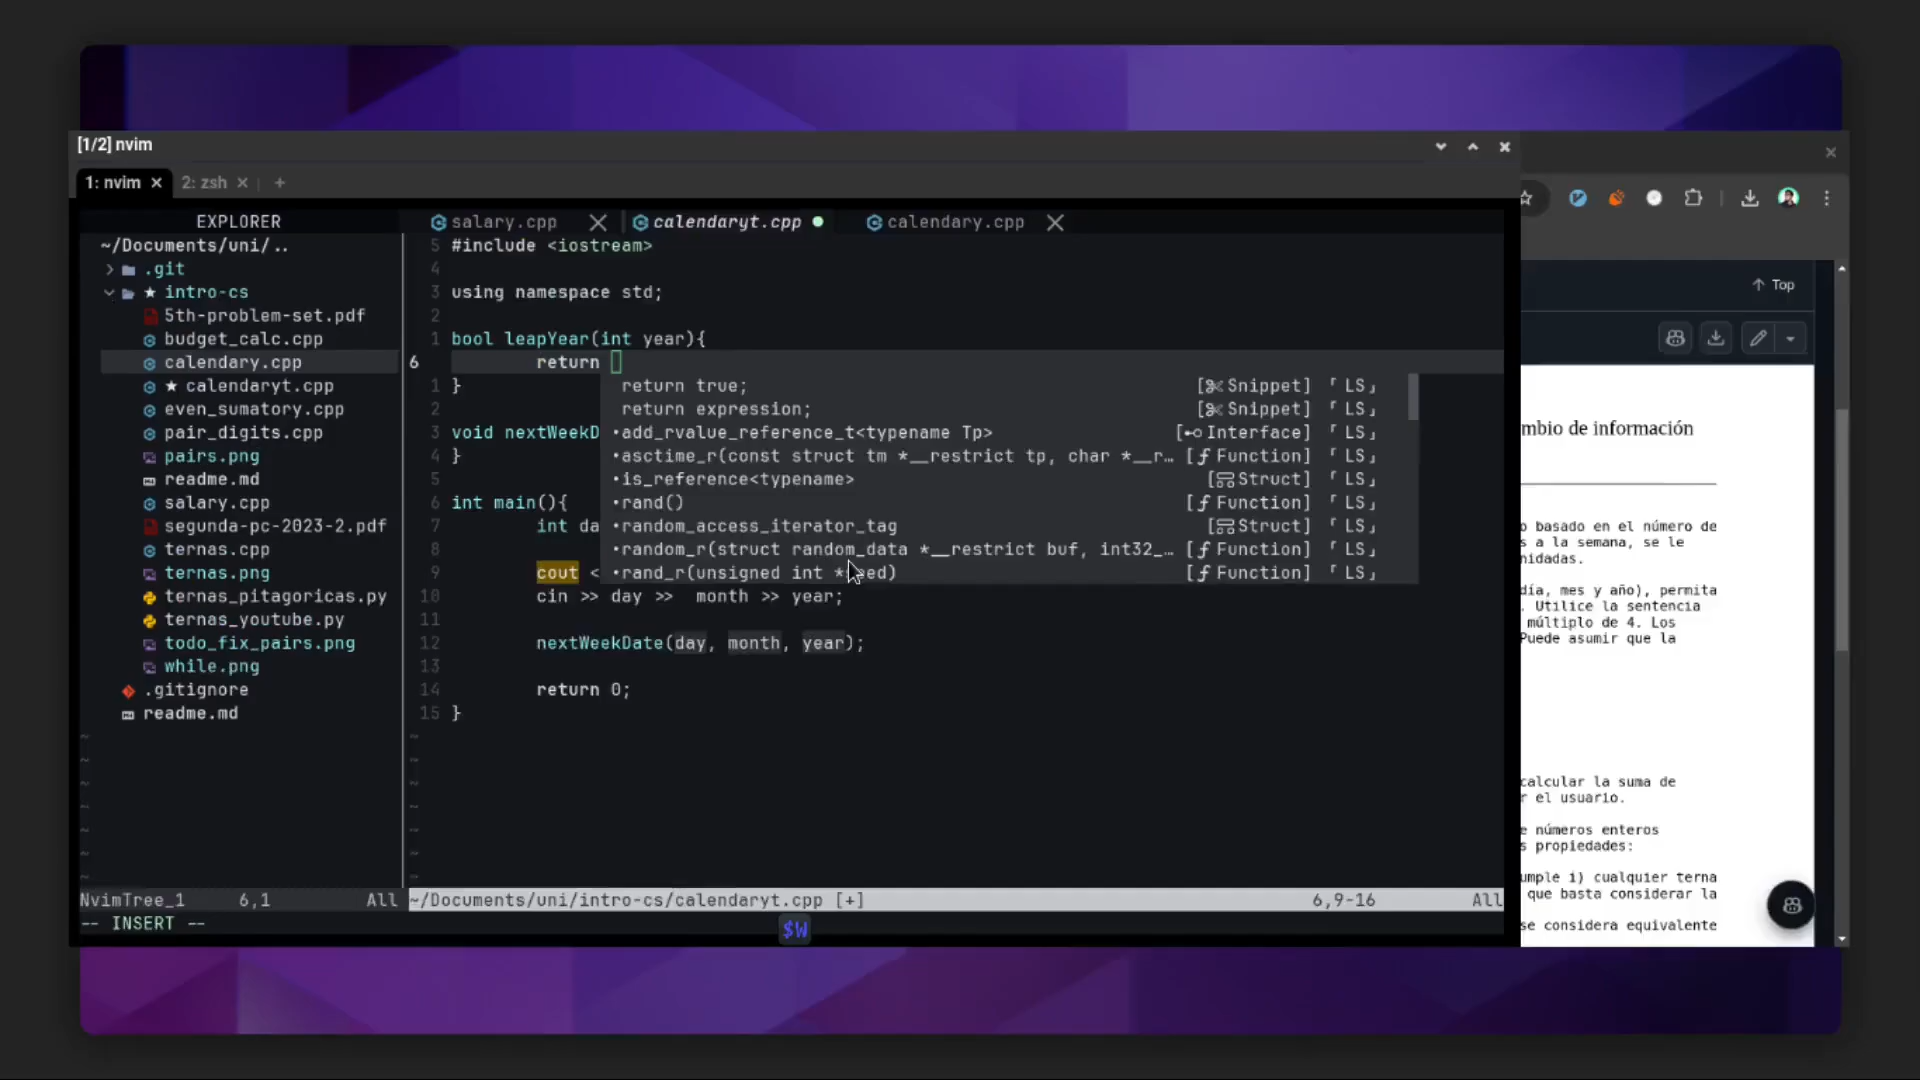 [1/2] nvim
1: nvim
2: zsh
EXPLORER
~/Documents/uni/..
.git
★ intro-cs
5th-problem-set.pdf
budget_calc.cpp
calendary.cpp
★ calendaryt.cpp
even_sumatory.cpp
pair_digits.cpp
pairs.png
readme.md
salary.cpp
segunda-pc-2023-2.pdf
ternas.cpp
ternas.png
ternas_pitagoricas.py
ternas_youtube.py
todo_fix_pairs.png
while.png
.gitignore
readme.md
NvimTree_1 6,1 All
-- INSERT --
salary.cpp
calendaryt.cpp
calendary.cpp
5 #include <iostream>
4
3 using namespace std;
2
1 bool leapYear(int year){
6 return
1 }
2
3 void nextWeekD
4 }
5
6 int main(){
7 int da
8
9 cout <
10 cin >> day >>  month >> year;
11
12 nextWeekDate(day, month, year);
13
14 return 0;
15 }
return true; [Snippet] 「LS」
return expression; [Snippet] 「LS」
•add_rvalue_reference_t<typename Tp> [Interface] 「LS」
•asctime_r(const struct tm *__restrict tp, char *__r… [Function] 「LS」
•is_reference<typename> [Struct] 「LS」
•rand() [Function] 「LS」
•random_access_iterator_tag [Struct] 「LS」
•random_r(struct random_data *__restrict buf, int32_… [Function] 「LS」
•rand_r(unsigned int * [Function] 「LS」
~/Documents/uni/intro-cs/calendaryt.cpp [+] 6,9-16 All
$W
↑ Top
mbio de información
o basado en el número de
s a la semana, se le
nidadas.
día, mes y año), permita
. Utilice la sentencia
múltiplo de 4. Los
Puede asumir que la
calcular la suma de
r el usuario.
e números enteros
s propiedades:
umple i) cualquier terna
que basta considerar la
se considera equivalente